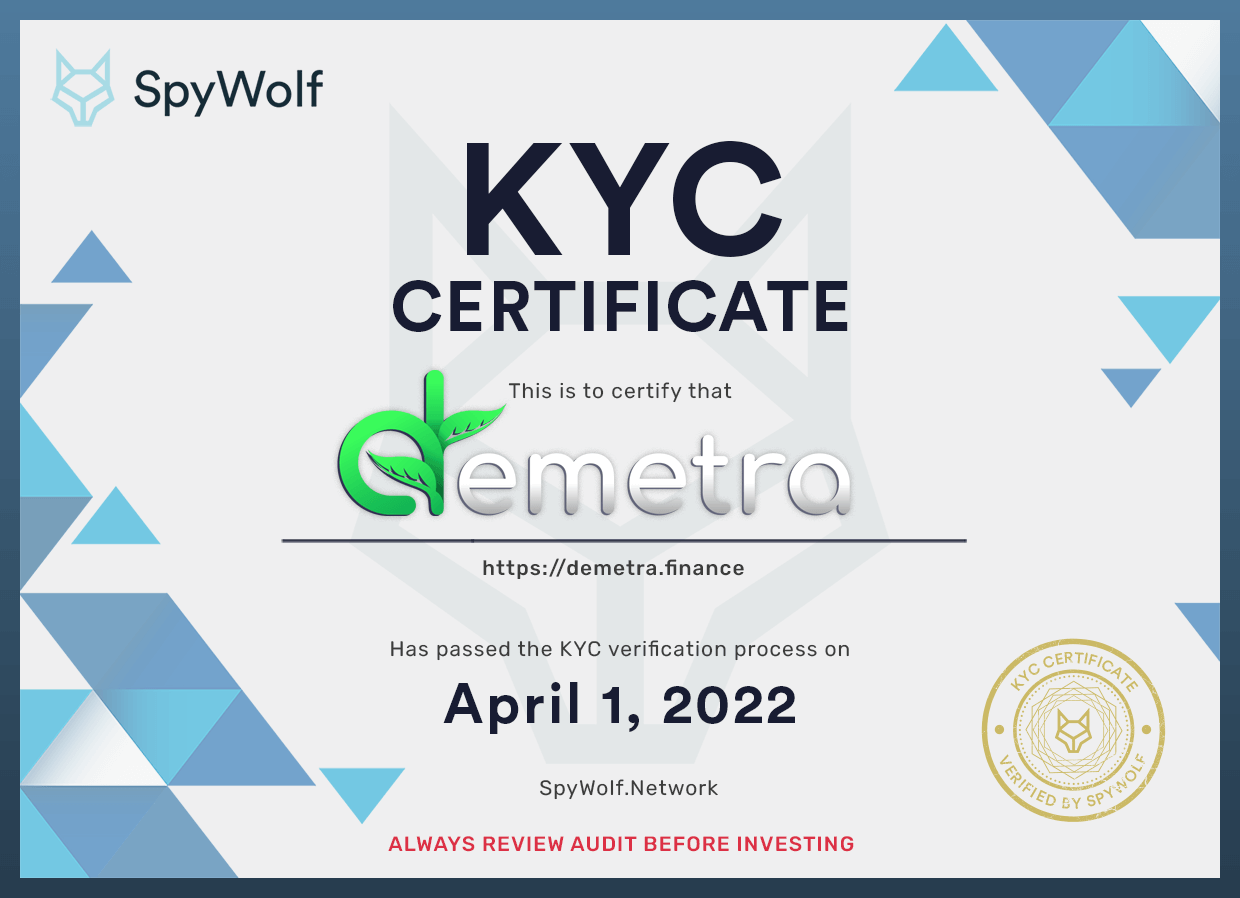 SpyWolf
KYC
CERTIFICATE
This is to certify that
demetra
https://demetra.finance
Has passed the KYC verification process on
April 1, 2022
KYC CERTIFICATE
VERIFIED BY SPYWOLF
SpyWolf.Network
ALWAYS REVIEW AUDIT BEFORE INVESTING